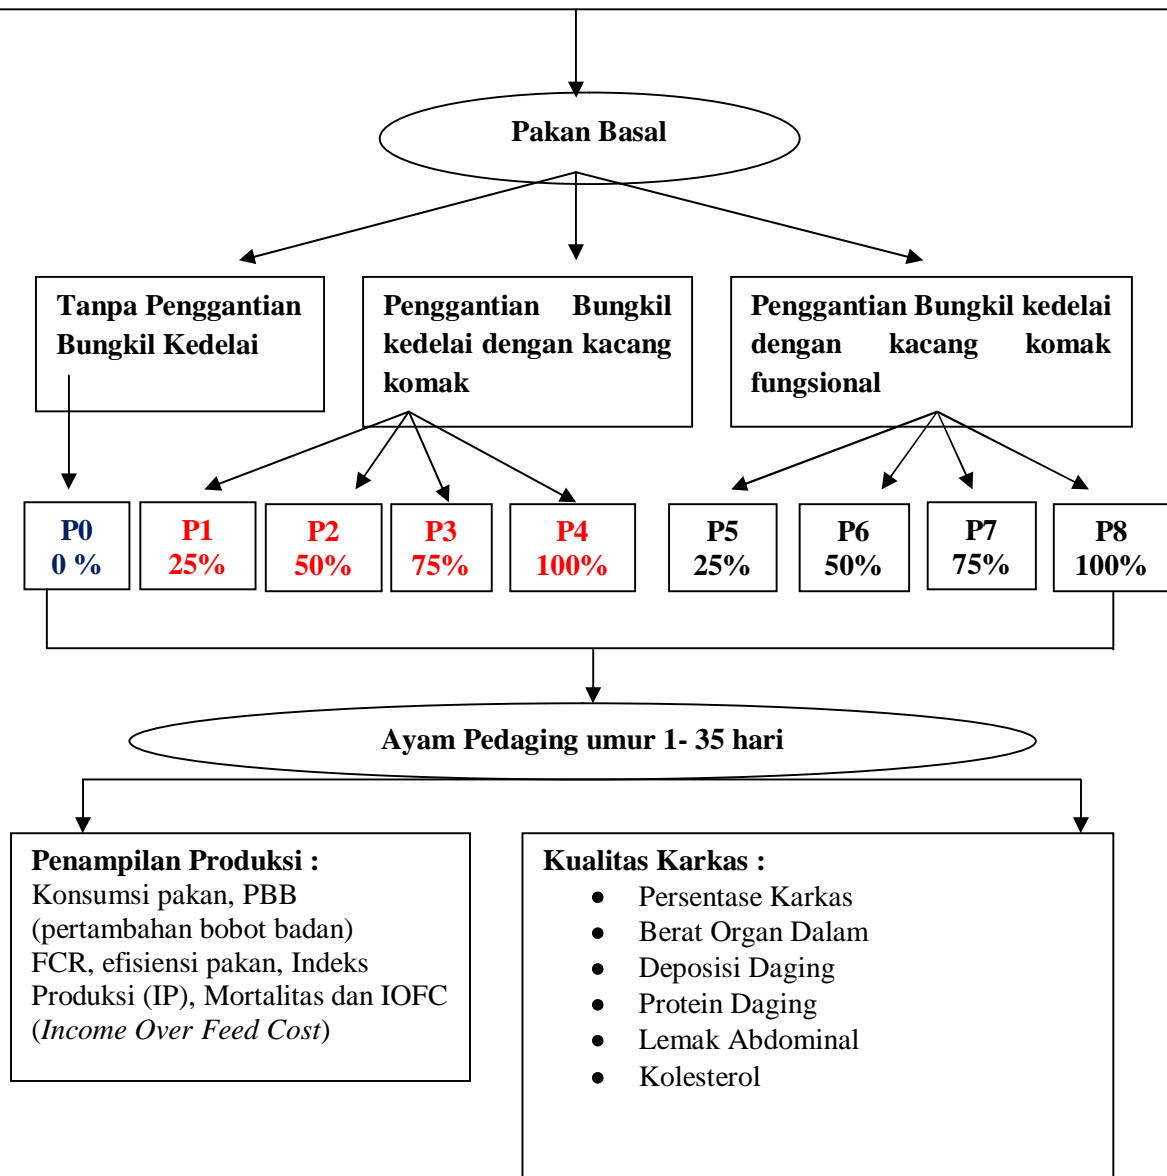 Pakan Basal
Tanpa Penggantian
Bungkil Kedelai
Penggantian Bungkil
kedelai dengan kacang
komak
Penggantian Bungkil kedelai
dengan kacang komak
fungsional
P0
0 %
P1
25%
P2
50%
P3
75%
P4
100%
P5
25%
P6
50%
P7
75%
P8
100%
Ayam Pedaging umur 1- 35 hari
Penampilan Produksi :
Konsumsi pakan, PBB
(pertambahan bobot badan)
FCR, efisiensi pakan, Indeks
Produksi (IP), Mortalitas dan IOFC
(Income Over Feed Cost)
Kualitas Karkas :
● Persentase Karkas
● Berat Organ Dalam
● Deposisi Daging
● Protein Daging
● Lemak Abdominal
● Kolesterol